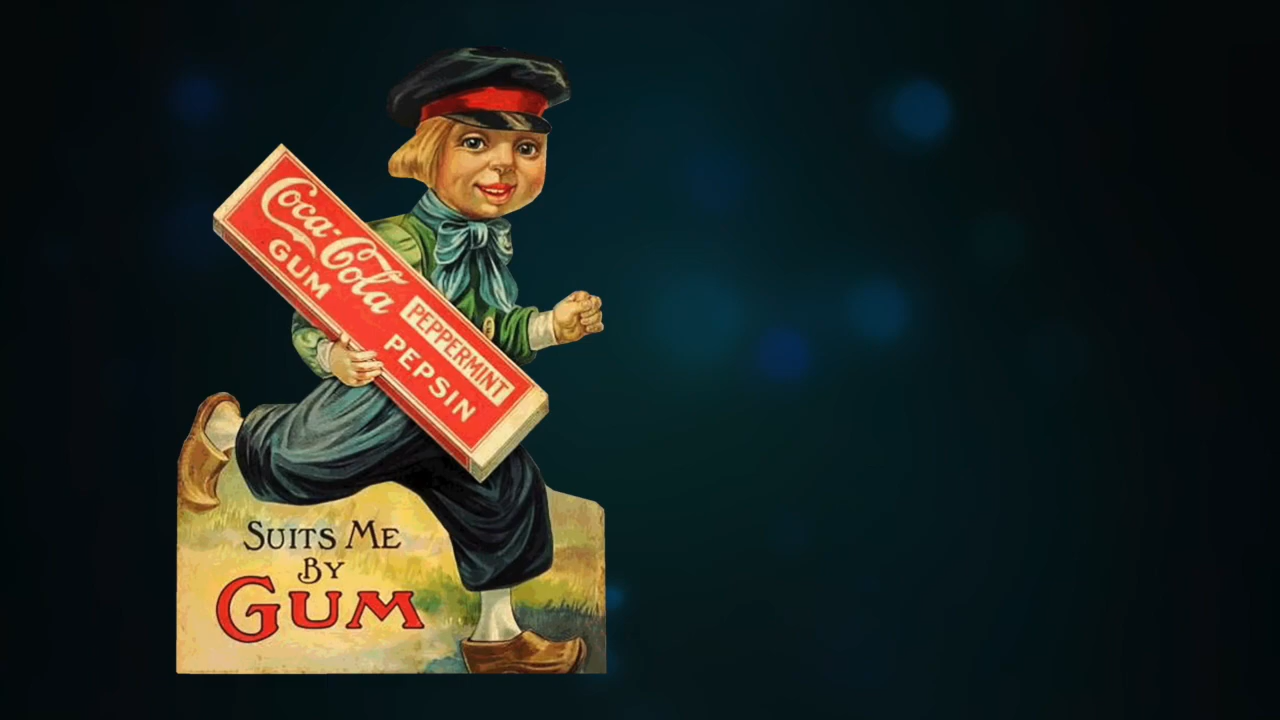 Coca-Cola
GUM
PEPPERMINT
PEPSIN
SUITS ME
BY
GUM